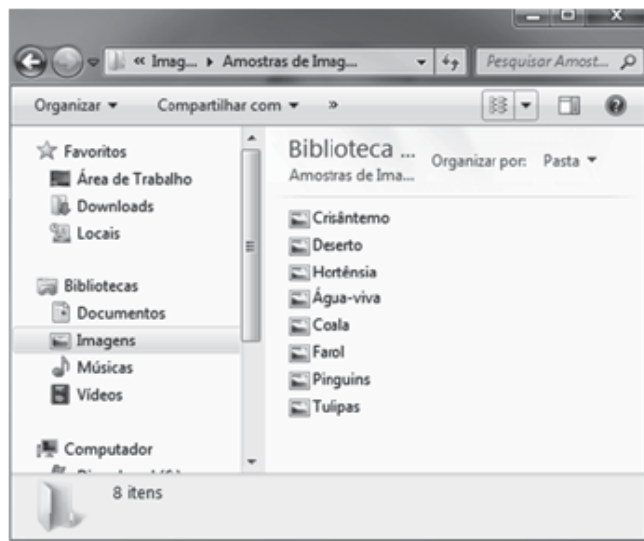 « Imag... ▸ Amostras de Imag...
Pesquisar Amost...
Organizar
Compartilhar com
»
Favoritos
Área de Trabalho
Downloads
Locais
Bibliotecas
Documentos
Imagens
Músicas
Vídeos
Computador
Biblioteca ...
Amostras de Ima...
Organizar por: Pasta
Crisântemo
Deserto
Hortênsia
Água-viva
Coala
Farol
Pinguins
Tulipas
8 itens